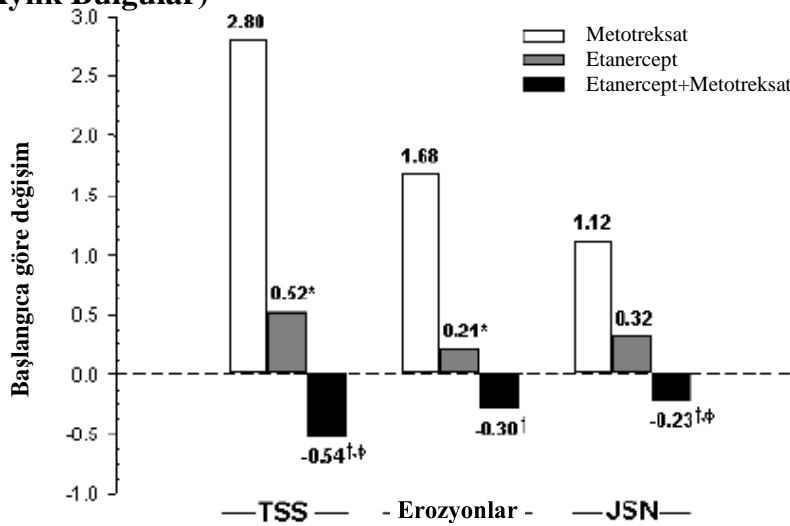 Bulgular)
3.0
2.5
2.0
1.5
1.0
0.5
0.0
-0.5
-1.0
Başlangıca göre değişim
Metotreksat
Etanercept
Etanercept+Metotreksat
2.80
0.52*
-0.54†,ϕ
1.68
0.21*
-0.30†
1.12
0.32
-0.23†,ϕ
TSS
- Erozyonlar -
JSN